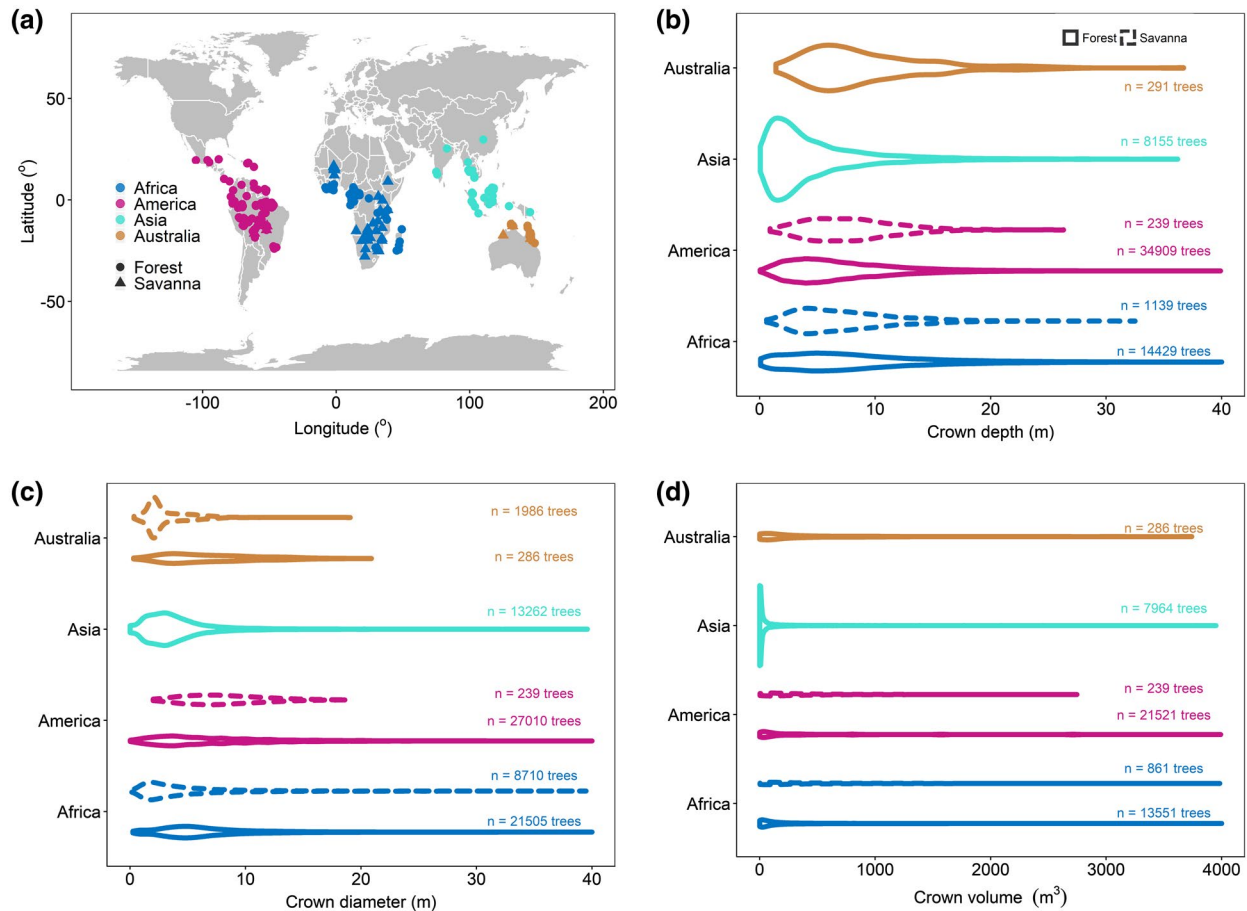 (a)
50
0
-50
Latitude (o)
Africa
America
Asia
Australia
Forest
Savanna
-100
0
100
200
Longitude (o)
(b)
Forest Savanna
Australia
n = 291 trees
Asia
n = 8155 trees
n = 239 trees
America
n = 34909 trees
n = 1139 trees
Africa
n = 14429 trees
0
10
20
30
40
Crown depth (m)
(c)
n = 1986 trees
Australia
n = 286 trees
Asia
n = 13262 trees
n = 239 trees
America
n = 27010 trees
n = 8710 trees
Africa
n = 21505 trees
0
10
20
30
40
Crown diameter (m)
(d)
Australia
n = 286 trees
Asia
n = 7964 trees
n = 239 trees
America
n = 21521 trees
n = 861 trees
Africa
n = 13551 trees
0
1000
2000
3000
4000
Crown volume (m3)